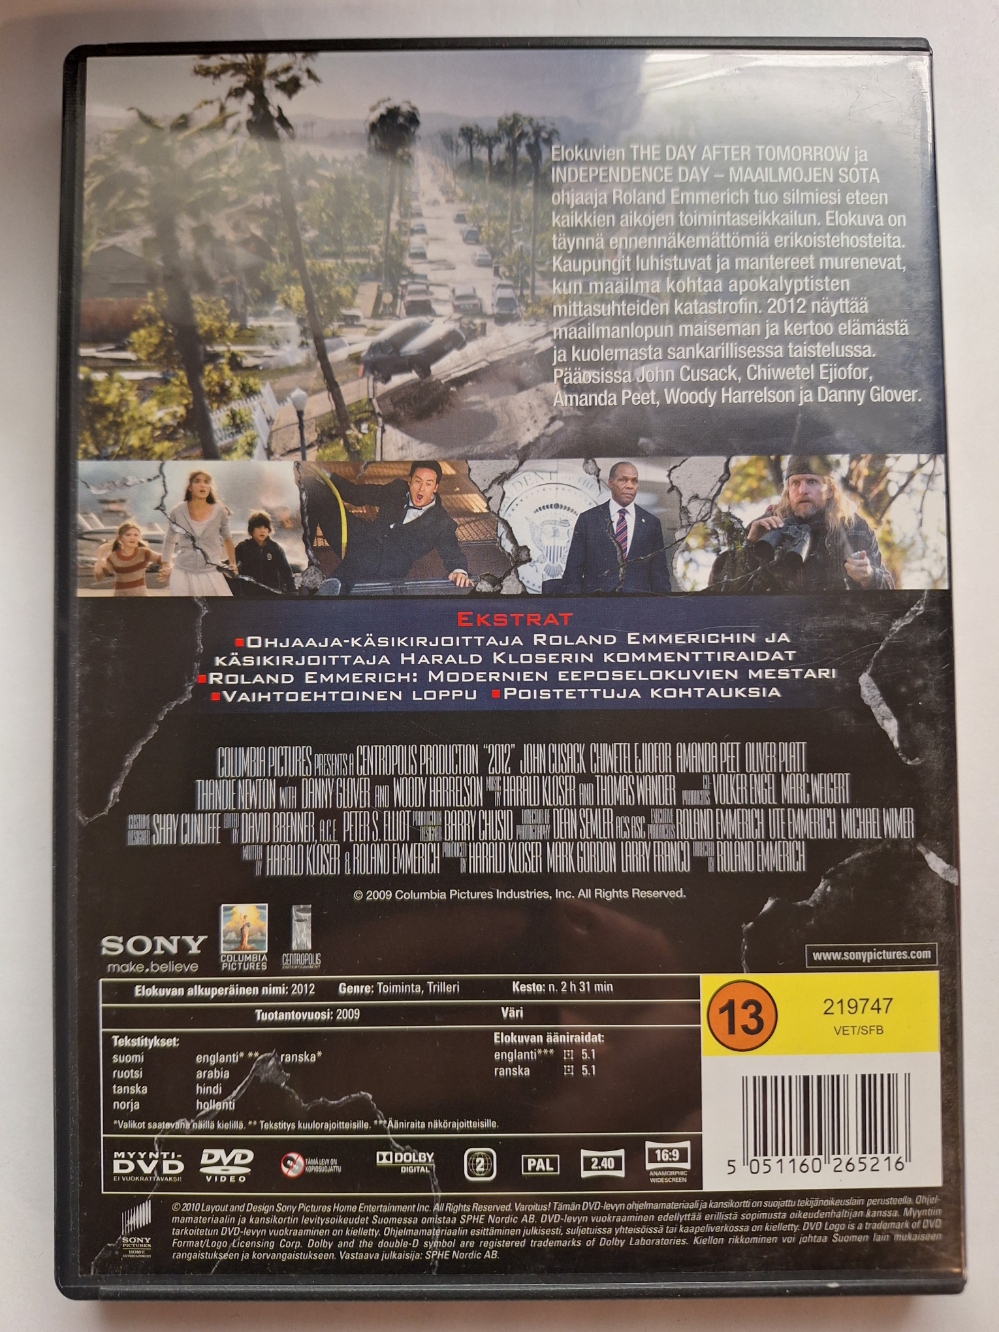 Elokuvien THE DAY AFTER TOMORROW ja
INDEPENDENCE DAY – MAAILMOJEN SOTA
ohjaaja Roland Emmerich tuo silmiesi eteen
kaikkien aikojen toimintaseikkailun. Elokuva on
täynnä ennennäkemättömiä erikoistehosteita.
Kaupungit luhistuvat ja mantereet murenevat,
kun maailma kohtaa apokalyptisten
mittasuhteiden katastrofin. 2012 näyttää
maailmanlopun maiseman ja kertoo elämästä
ja kuolemasta sankarillisessa taistelussa.
Pääosissa John Cusack, Chiwetel Ejiofor,
Amanda Peet, Woody Harrelson ja Danny Glover.
EKSTRAT
OHJAAJA-KÄSIKIRJOITTAJA ROLAND EMMERICHIN JA
KÄSIKIRJOITTAJA HARALD KLOSERIN KOMMENTTIRAIDAT
ROLAND EMMERICH: MODERNIEN EEPOSELOKUVIEN MESTARI
VAIHTOEHTOINEN LOPPU POISTETTUJA KOHTAUKSIA
COLUMBIA PICTURES PRESENTS A CENTROPOLIS PRODUCTION "2012" JOHN CUSACK CHIWETEL EJIOFOR AMANDA PEET OLIVER PLATT
THANDIE NEWTON WITH DANNY GLOVER AND WOODY HARRELSON MUSIC BY HARALD KLOSER AND THOMAS WANDER CO-PRODUCERS VOLKER ENGEL MARC WEIGERT
COSTUME DESIGNER SHAY CUNLIFFE EDITED BY DAVID BRENNER A.C.E. PETER S. ELLIOT PRODUCTION DESIGNER BARRY CHUSID DIRECTOR OF PHOTOGRAPHY DEAN SEMLER ACS ASC EXECUTIVE PRODUCERS ROLAND EMMERICH UTE EMMERICH MICHAEL WIMER
WRITTEN BY HARALD KLOSER & ROLAND EMMERICH PRODUCED BY HARALD KLOSER MARK GORDON LARRY FRANCO DIRECTED BY ROLAND EMMERICH
© 2009 Columbia Pictures Industries, Inc. All Rights Reserved.
SONY
make.believe
COLUMBIA
PICTURES
CENTROPOLIS
ENTERTAINMENT
www.sonypictures.com
Elokuvan alkuperäinen nimi: 2012 Genre: Toiminta, Trilleri Kesto: n. 2 h 31 min
Tuotantovuosi: 2009 Väri
Tekstitykset:
suomi englanti* ** ranska*
ruotsi arabia
tanska hindi
norja hollanti
Elokuvan ääniraidat:
englanti*** 5.1
ranska 5.1
*Valikot saatavana näillä kielillä. ** Tekstitys kuulorajoitteisille. ***Ääniraita näkörajoitteisille.
13
219747
VET/SFB
5 051160 265216
MYYNTI-
DVD
EI VUOKRATTAVAKSI!
DVD
VIDEO
TÄMÄ LEVY ON
KOPIOSUOJATTU
DOLBY
DIGITAL
2
PAL
2.40
16:9
ANAMORPHIC
WIDESCREEN
SONY
PICTURES
HOME
ENTERTAINMENT
© 2010 Layout and Design Sony Pictures Home Entertainment Inc. All Rights Reserved. Varoitus! Tämän DVD-levyn ohjelmamateriaali ja kansikortti on suojattu tekijänoikeuslain perusteella. Ohjel-
mamateriaalin ja kansikortin levitysoikeudet Suomessa omistaa SPHE Nordic AB. DVD-levyn vuokraaminen edellyttää erillistä sopimusta oikeudenhaltijan kanssa. Myyntiin
tarkoitetun DVD-levyn vuokraaminen on kielletty. Ohjelmamateriaalin esittäminen julkisesti, suljetuissa yhteisöissä tai kaapeliverkossa on kielletty. DVD Logo is a trademark of DVD
Format/Logo Licensing Corp. Dolby and the double-D symbol are registered trademarks of Dolby Laboratories. Kiellon rikkominen voi johtaa Suomen lain mukaiseen
rangaistukseen ja korvangaistukseen. Vastaava julkaisija: SPHE Nordic AB.